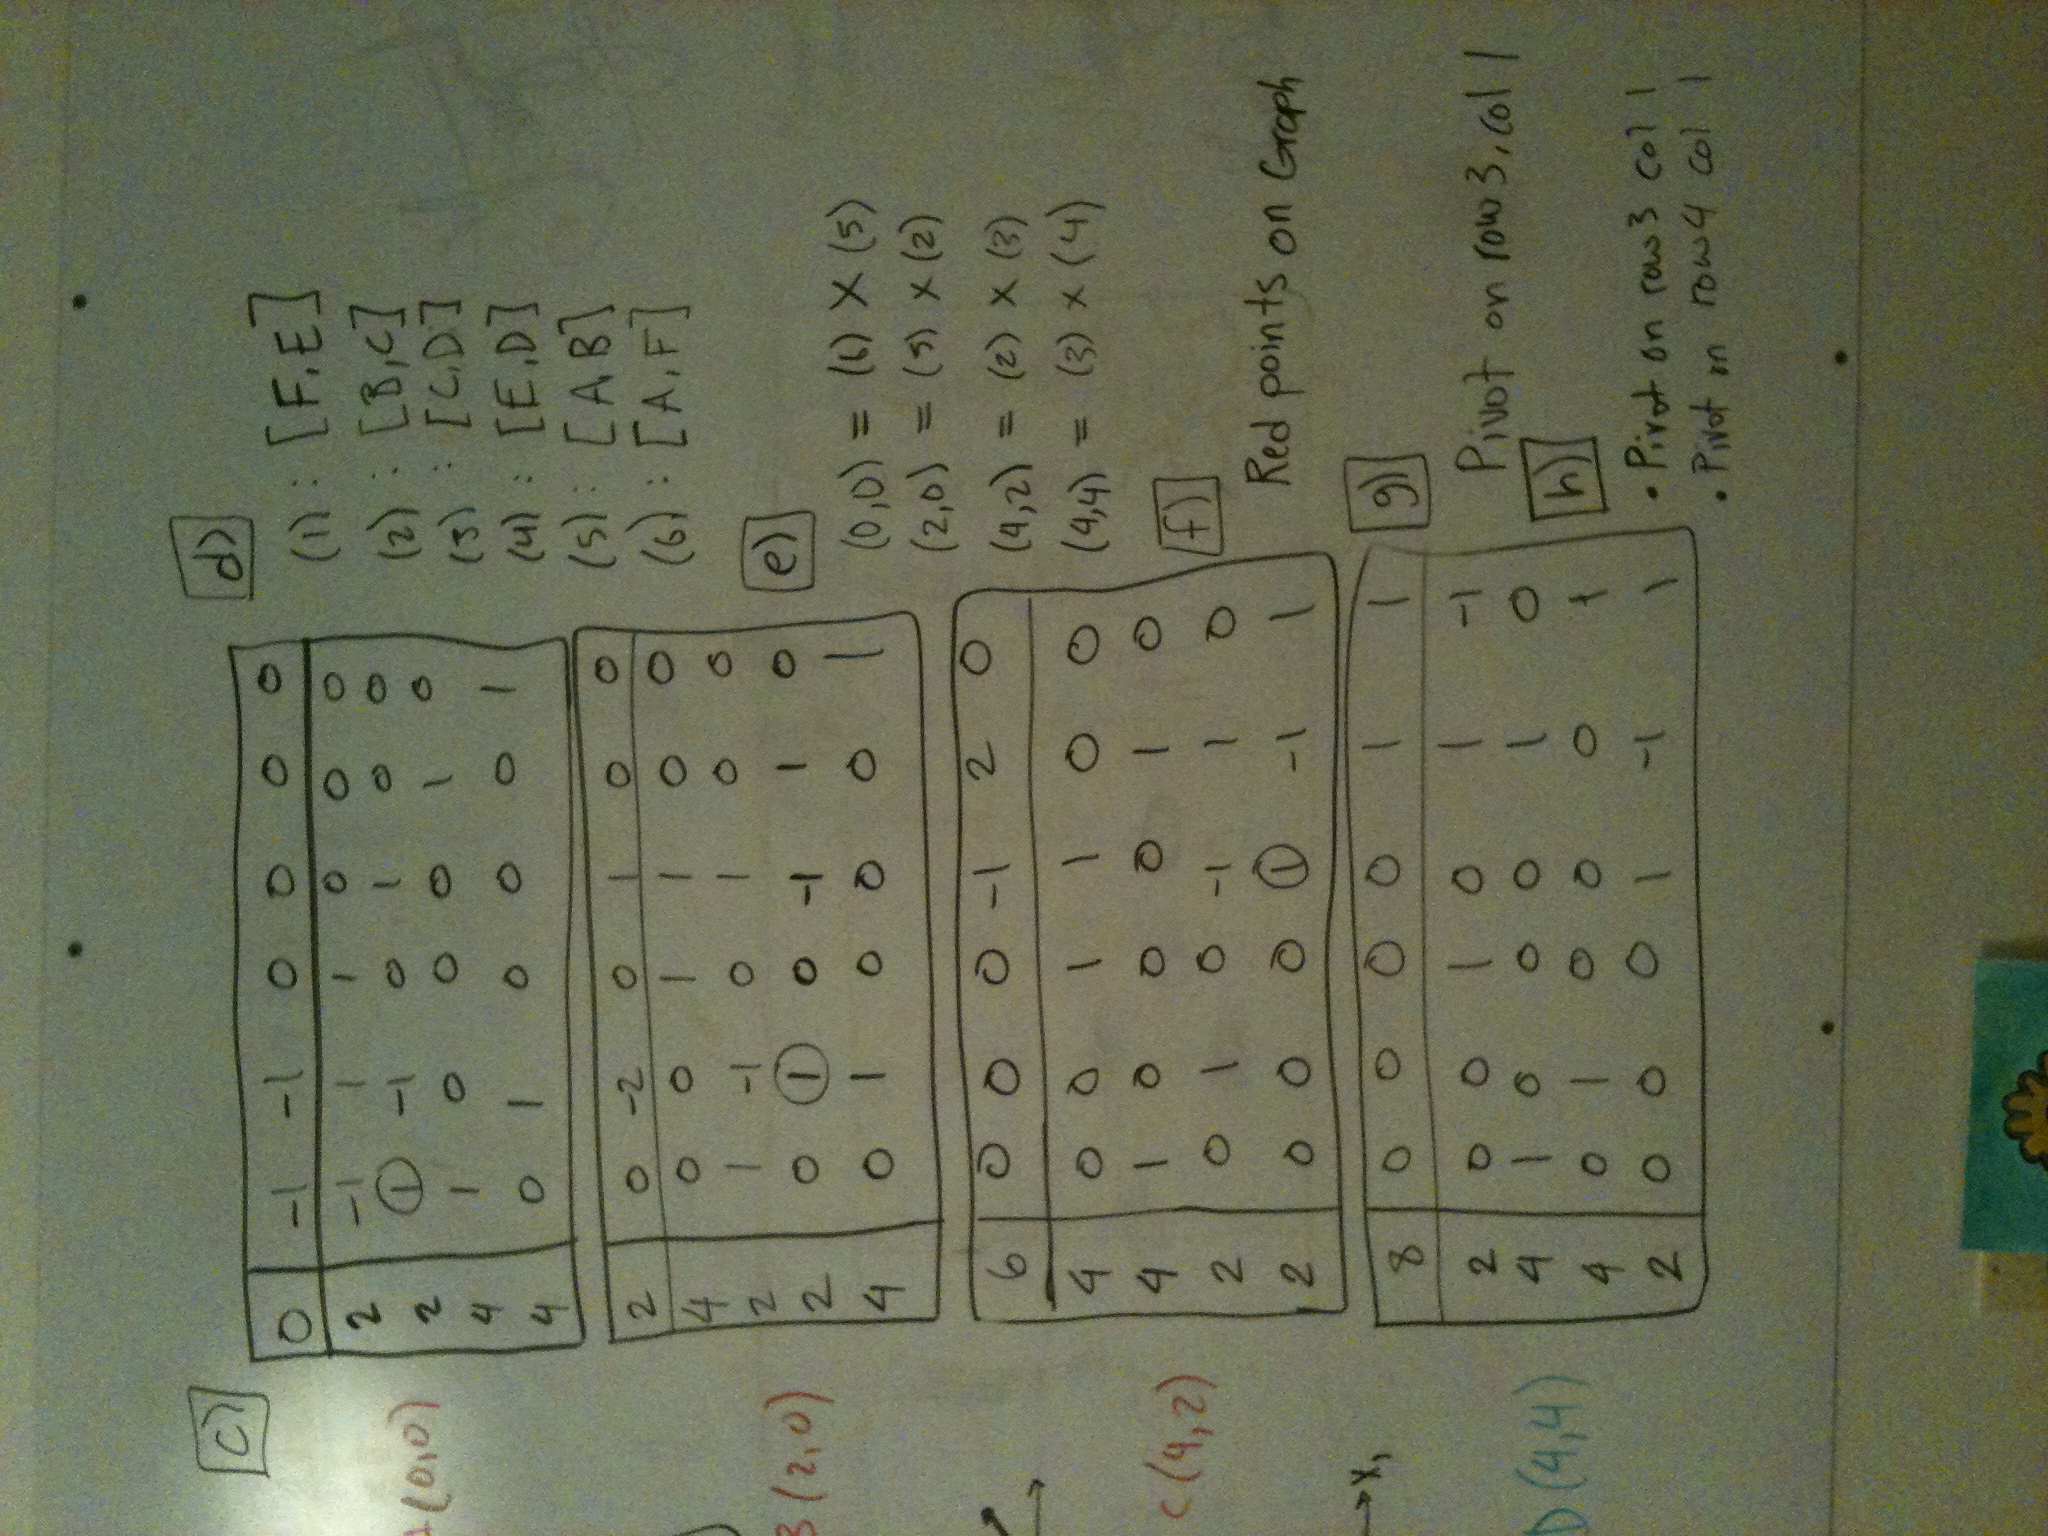 c)
0 -1 -1 0 0 0 0
2 -1 1 1 0 0 0
2 1 -1 0 1 0 0
4 1 0 0 0 1 0
4 0 1 0 0 0 1
(0,0)
2 0 -2 0 1 0 0
4 0 0 1 1 0 0
2 1 -1 0 1 0 0
2 0 1 0 -1 1 0
4 0 1 0 0 0 1
B (2,0)
6 0 0 0 -1 2 0
4 0 0 1 1 0 0
4 1 0 0 0 1 0
2 0 1 0 -1 1 0
2 0 0 0 1 -1 1
C (4,2)
x,
8 0 0 0 0 1 1
2 0 0 1 0 1 -1
4 1 0 0 0 1 0
4 0 1 0 0 0 1
2 0 0 0 1 -1 1
D (4,4)
d)
(1) : [F,E]
(2) : [B,C]
(3) : [C,D]
(4) : [E,D]
(5) : [A,B]
(6) : [A,F]
e)
(0,0) = (6) X (5)
(2,0) = (5) X (2)
(4,2) = (2) X (3)
(4,4) = (3) X (4)
f)
Red points on Graph
g)
Pivot on row 3, col 1
h)
• Pivot on row 3 col 1
• Pivot on row 4 col 1